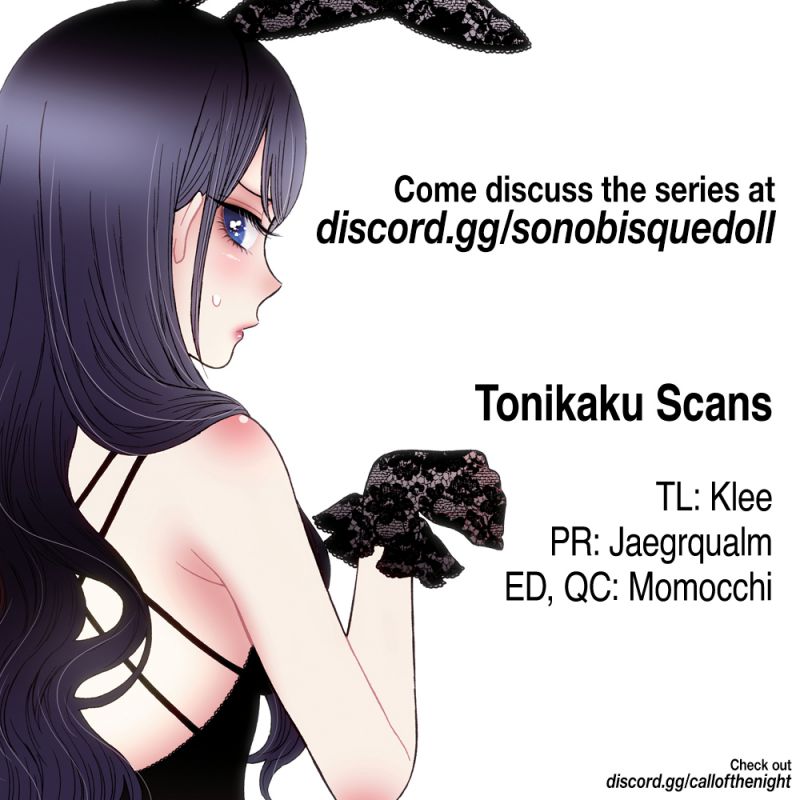 Come discuss the series at
discord.gg/sonobisquedoll
Tonikaku Scans
TL: Klee
PR: Jaegrqualm
ED, QC: Momocchi
Check out
discord.gg/callofthenight